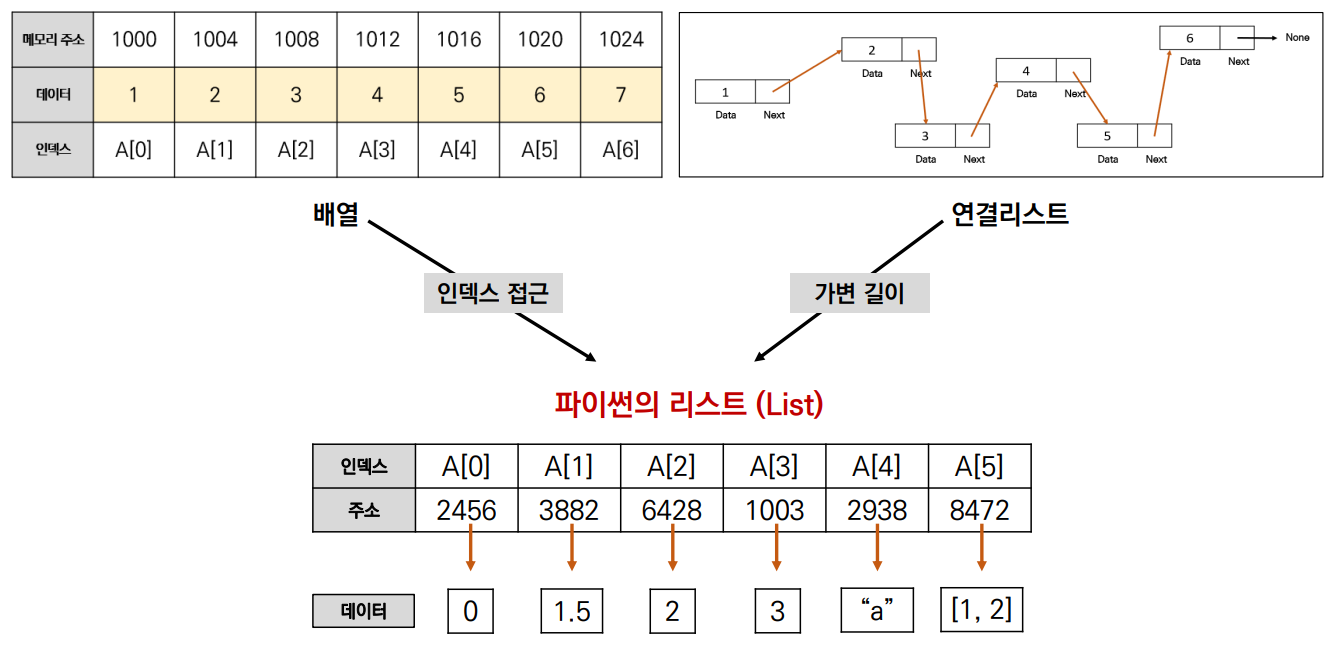 메모리 주소 1000 1004 1008 1012 1016 1020 1024
데이터 1 2 3 4 5 6 7
인덱스 A[0] A[1] A[2] A[3] A[4] A[5] A[6]
1
Data Next
2
Data Next
3
Data Next
4
Data Next
5
Data Next
6
Data Next
None
배열
연결리스트
인덱스 접근
가변 길이
파이썬의 리스트 (List)
인덱스 A[0] A[1] A[2] A[3] A[4] A[5]
주소 2456 3882 6428 1003 2938 8472
데이터 0 1.5 2 3 “a” [1, 2]